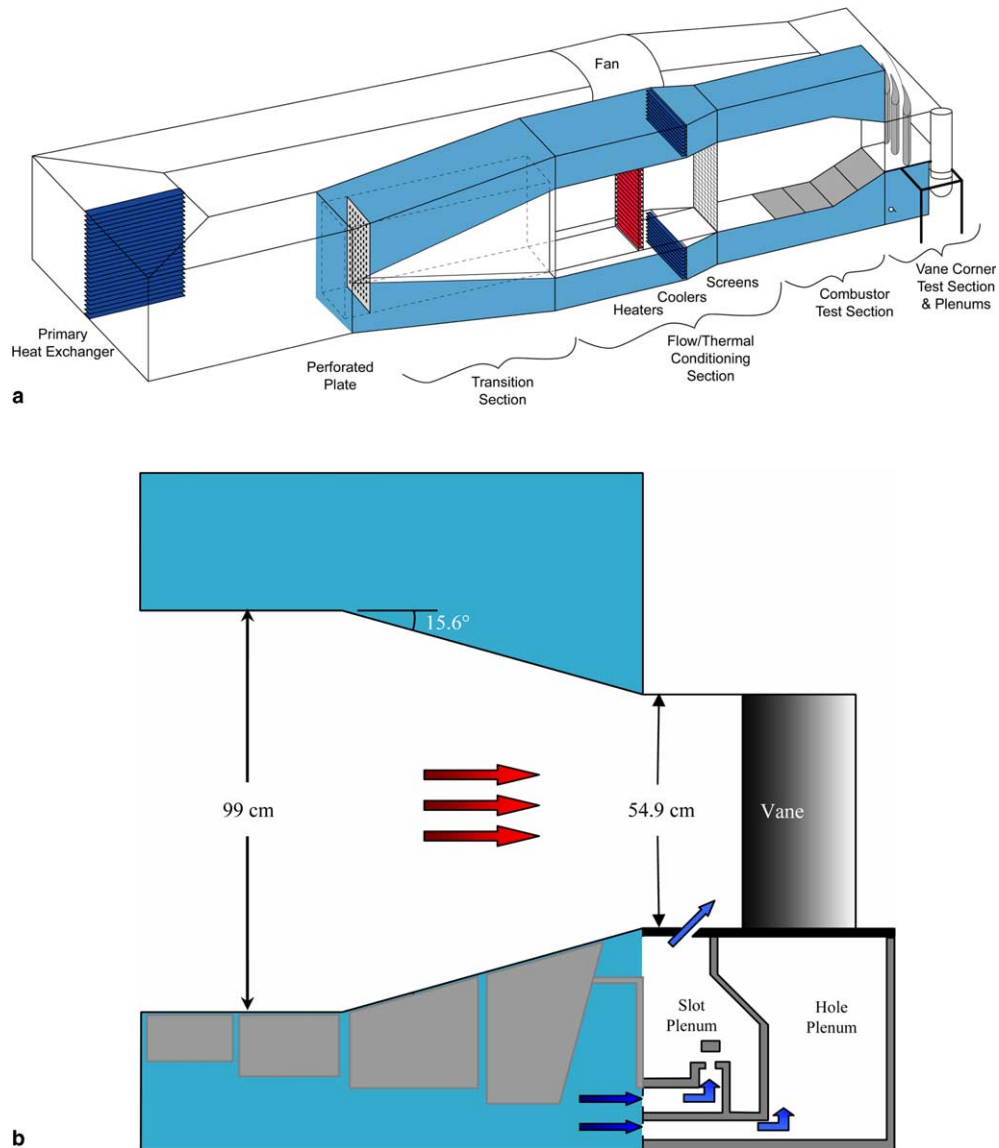 Fan
Primary
Heat Exchanger
Perforated
Plate
Transition
Section
Heaters
Coolers
Screens
Flow/Thermal
Conditioning
Section
Combustor
Test Section
Vane Corner
Test Section
& Plenums
a
15.6°
99 cm
54.9 cm
Vane
Slot
Plenum
Hole
Plenum
b